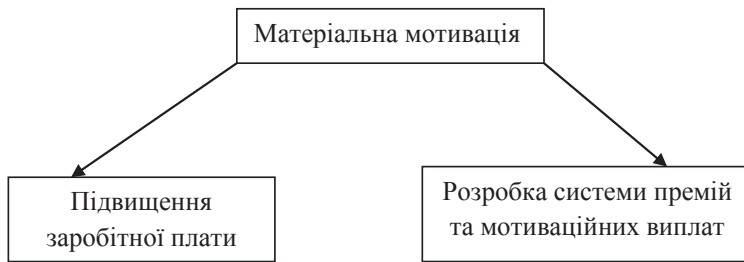 Матеріальна мотивація
Підвищення
заробітної плати
Розробка системи премій
та мотиваційних виплат